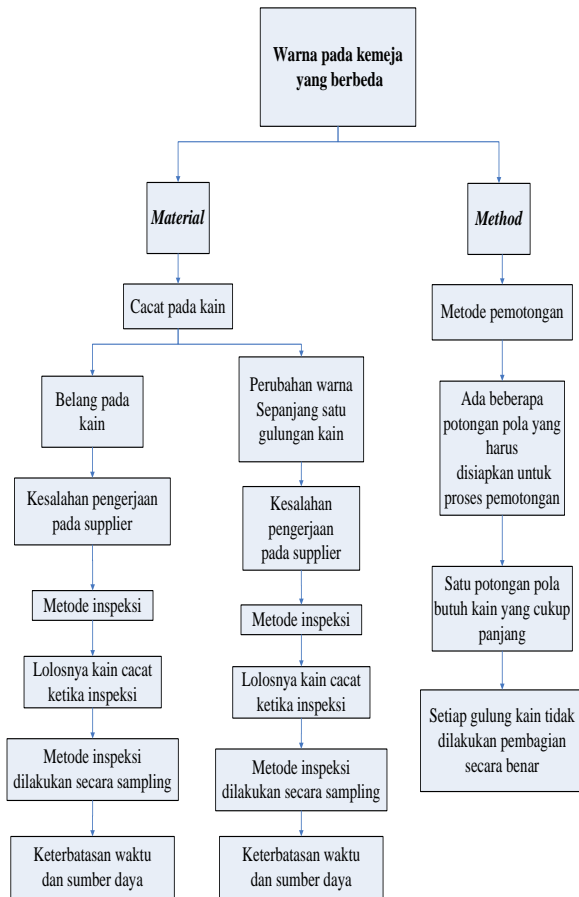 Warna pada kemeja
yang berbeda
Material
Method
Cacat pada kain
Metode pemotongan
Belang pada
kain
Perubahan warna
Sepanjang satu
gulungan kain
Ada beberapa
potongan pola yang
harus
disiapkan untuk
proses pemotongan
Kesalahan pengerjaan
pada supplier
Kesalahan
pengerjaan
pada supplier
Satu potongan pola
butuh kain yang cukup
panjang
Metode inspeksi
Metode inspeksi
Lolosnya kain cacat
ketika inspeksi
Lolosnya kain cacat
ketika inspeksi
Setiap gulung kain tidak
dilakukan pembagian
secara benar
Metode inspeksi
dilakukan secara sampling
Metode inspeksi
dilakukan secara sampling
Keterbatasan waktu
dan sumber daya
Keterbatasan waktu
dan sumber daya